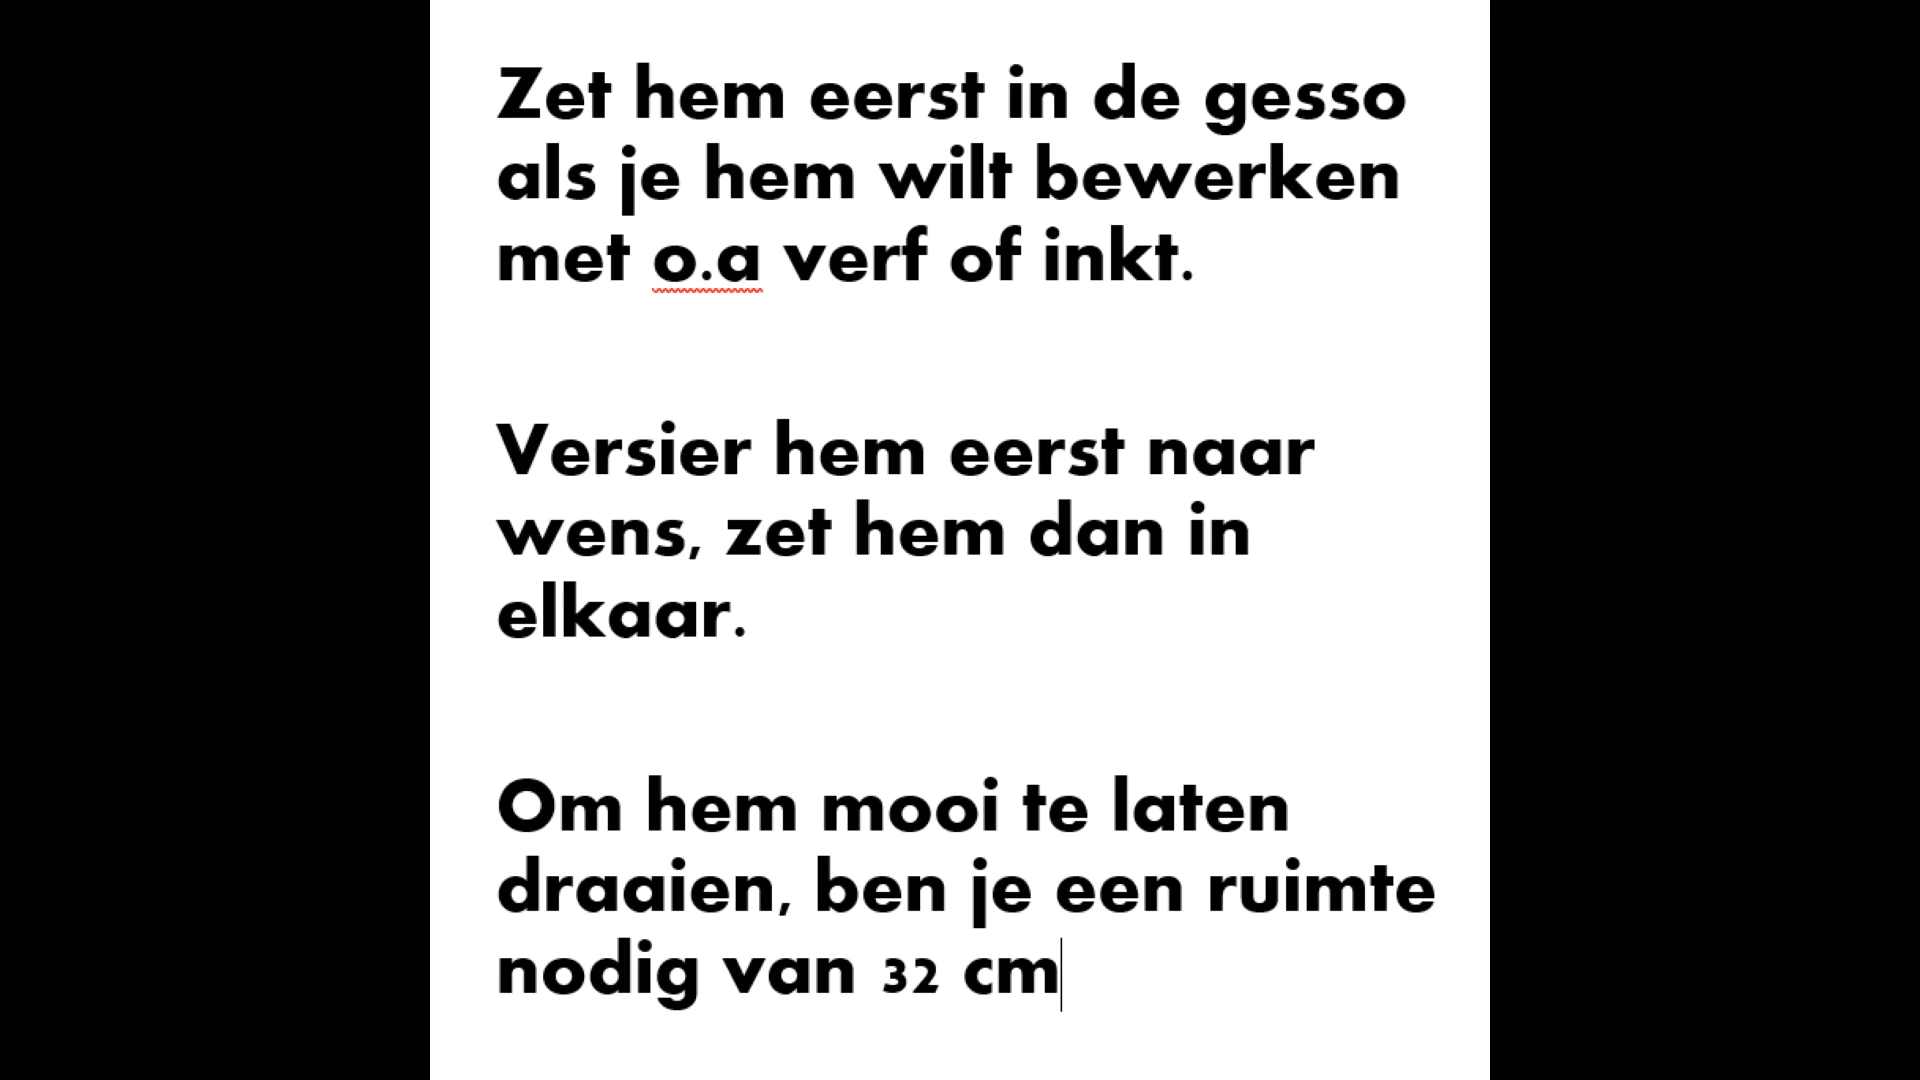 Zet hem eerst in de gesso
als je hem wilt bewerken
met o.a verf of inkt.
Versier hem eerst naar
wens, zet hem dan in
elkaar.
Om hem mooi te laten
draaien, ben je een ruimte
nodig van 32 cm